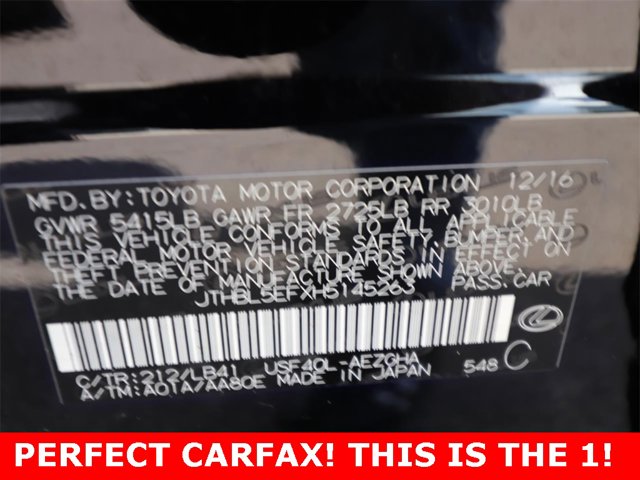 MFD. BY: TOYOTA MOTOR CORPORATION 12/16
GVWR 5415LB GAWR FR 2725LB RR 3010LB
THIS VEHICLE CONFORMS TO ALL APPLICABLE
FEDERAL MOTOR VEHICLE SAFETY, BUMPER, AND
THEFT PREVENTION STANDARDS IN EFFECT ON
THE DATE OF MANUFACTURE SHOWN ABOVE.
JTHBL5EFXH5145263 PASS. CAR
C/TR: 212/LB41 USF40L-AEZGHA
A/TM: A01A/AA80E MADE IN JAPAN 548 C
PERFECT CARFAX! THIS IS THE 1!